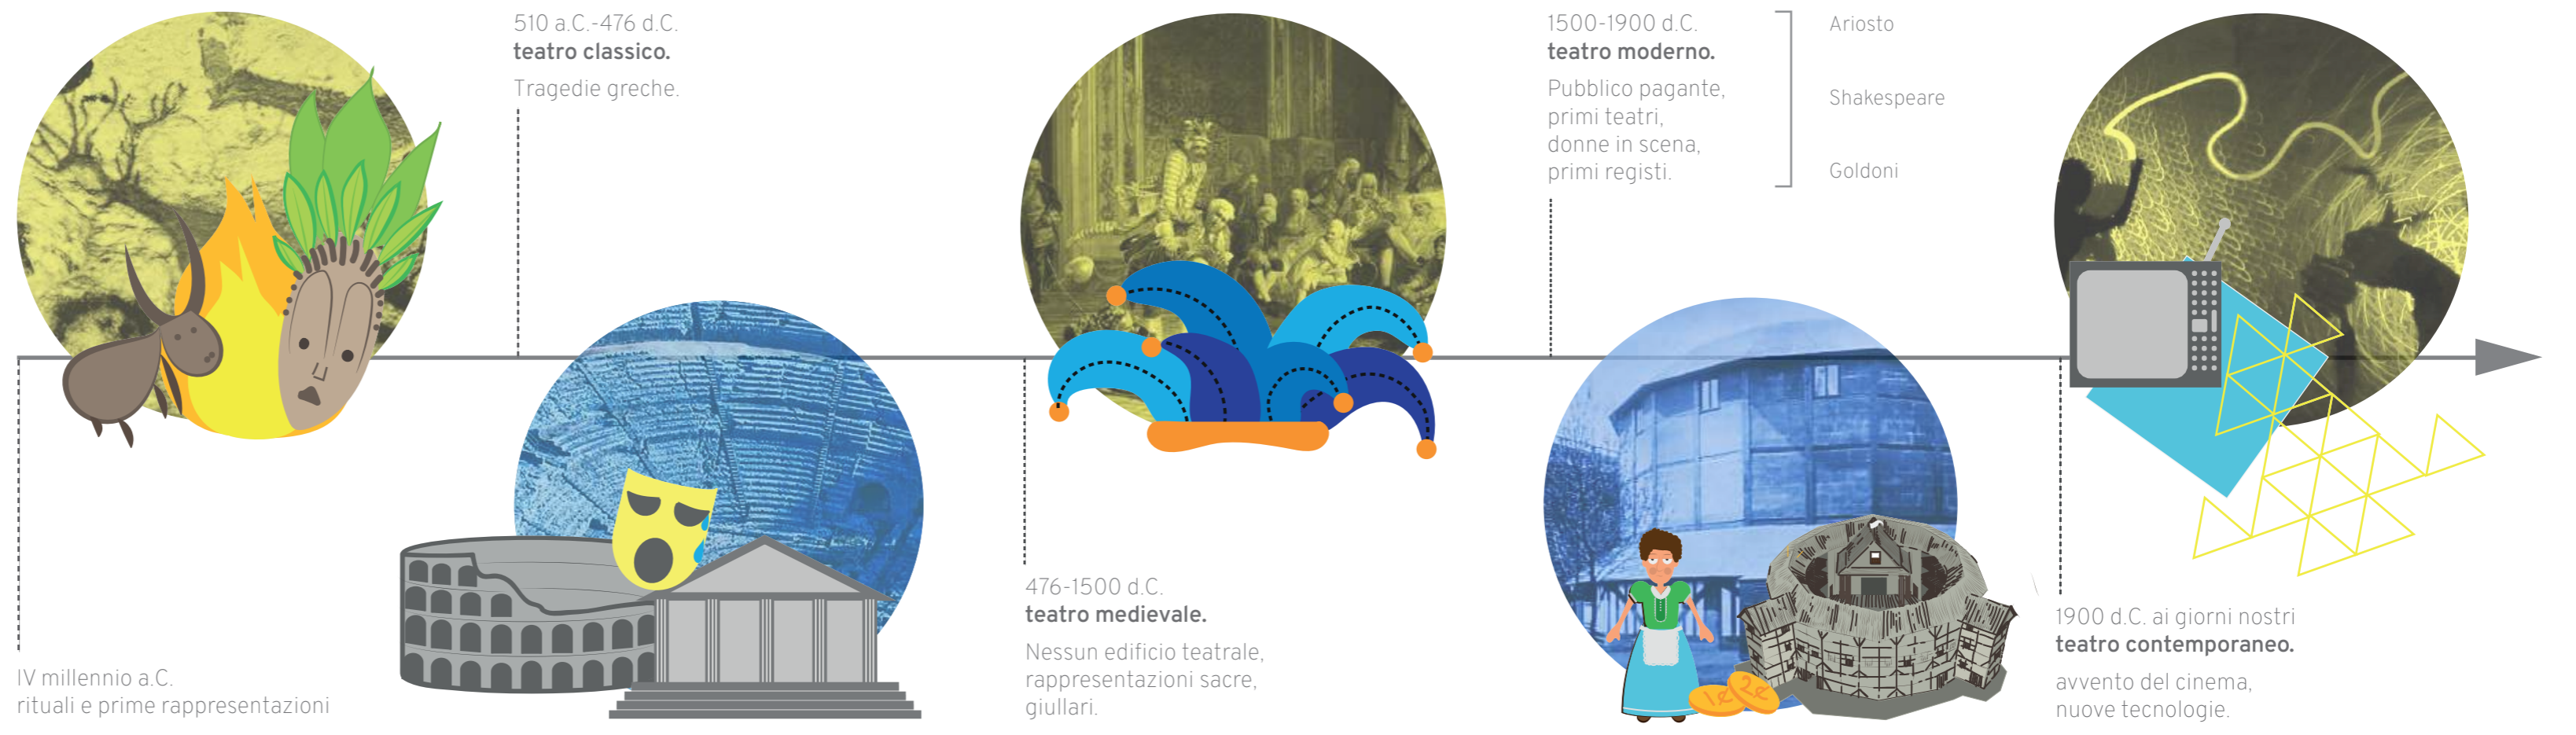 IV millennio a.C.
rituali e prime rappresentazioni
510 a.C.-476 d.C.
teatro classico.
Tragedie greche.
476-1500 d.C.
teatro medievale.
Nessun edificio teatrale,
rappresentazioni sacre,
giullari.
1500-1900 d.C.
teatro moderno.
Pubblico pagante,
primi teatri,
donne in scena,
primi registi.
Ariosto
Shakespeare
Goldoni
1¢
2¢
1900 d.C. ai giorni nostri
teatro contemporaneo.
avvento del cinema,
nuove tecnologie.